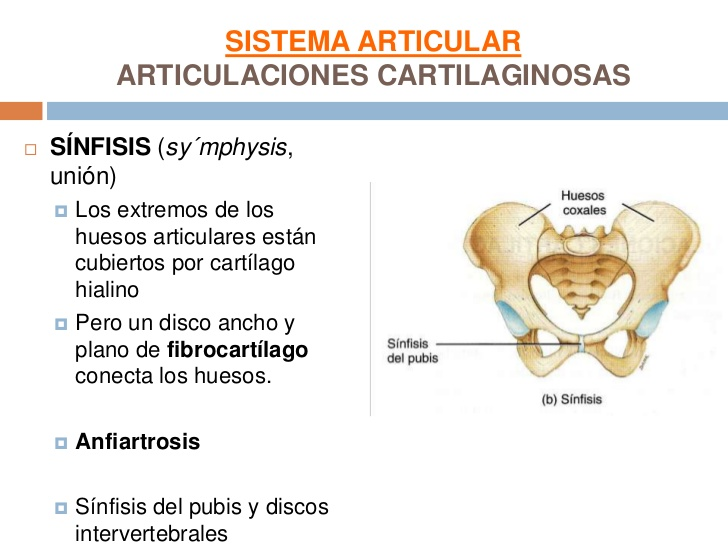 SISTEMA ARTICULAR
ARTICULACIONES CARTILAGINOSAS
SÍNFISIS (sy´mphysis,
unión)
Los extremos de los
huesos articulares están
cubiertos por cartílago
hialino
Pero un disco ancho y
plano de fibrocartílago
conecta los huesos.
Anfiartrosis
Sínfisis del pubis y discos
intervertebrales
Huesos
coxales
Sínfisis
del pubis
(b) Sínfisis